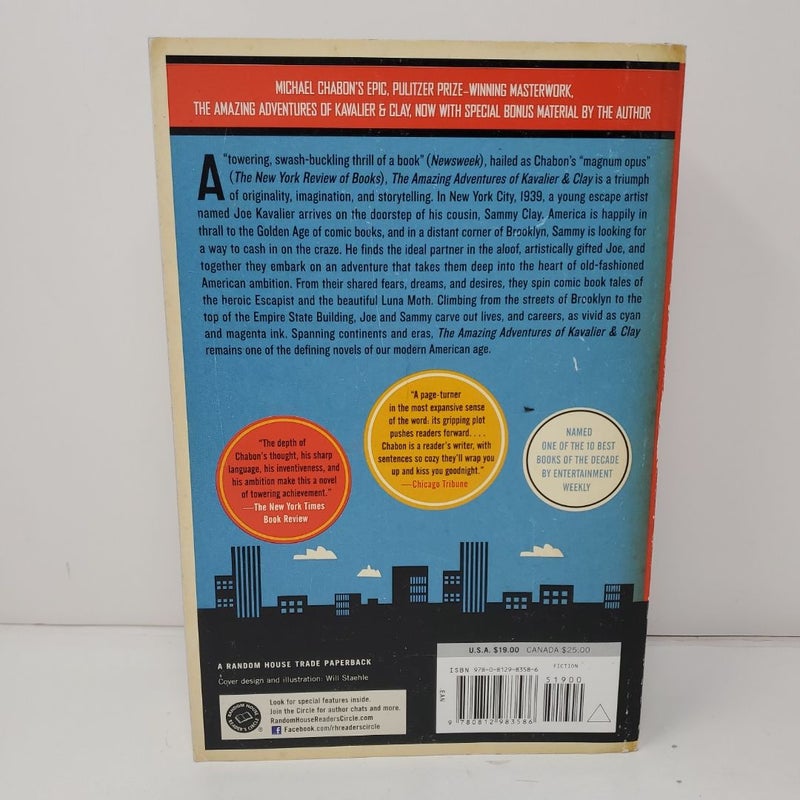 MICHAEL CHABON'S EPIC, PULITZER PRIZE–WINNING MASTERWORK,
THE AMAZING ADVENTURES OF KAVALIER & CLAY, NOW WITH SPECIAL BONUS MATERIAL BY THE AUTHOR
A "towering, swash-buckling thrill of a book" (Newsweek), hailed as Chabon's "magnum opus"
(The New York Review of Books), The Amazing Adventures of Kavalier & Clay is a triumph
of originality, imagination, and storytelling. In New York City, 1939, a young escape artist
named Joe Kavalier arrives on the doorstep of his cousin, Sammy Clay. America is happily in
thrall to the Golden Age of comic books, and in a distant corner of Brooklyn, Sammy is looking for
a way to cash in on the craze. He finds the ideal partner in the aloof, artistically gifted Joe, and
together they embark on an adventure that takes them deep into the heart of old-fashioned
American ambition. From their shared fears, dreams, and desires, they spin comic book tales of
the heroic Escapist and the beautiful Luna Moth. Climbing from the streets of Brooklyn to the
top of the Empire State Building, Joe and Sammy carve out lives, and careers, as vivid as cyan
and magenta ink. Spanning continents and eras, The Amazing Adventures of Kavalier & Clay
remains one of the defining novels of our modern American age.
"The depth of
Chabon's thought, his sharp
language, his inventiveness, and
his ambition make this a novel
of towering achievement."
—The New York Times
Book Review
"A page-turner
in the most expansive sense
of the word: its gripping plot
pushes readers forward. . . .
Chabon is a reader's writer, with
sentences so cozy they'll wrap you
up and kiss you goodnight."
—Chicago Tribune
NAMED
ONE OF THE 10 BEST
BOOKS OF THE DECADE
BY ENTERTAINMENT
WEEKLY
A RANDOM HOUSE TRADE PAPERBACK
Cover design and illustration: Will Staehle
RANDOM HOUSE READER'S CIRCLE
Look for special features inside.
Join the Circle for author chats and more.
RandomHouseReadersCircle.com
Facebook.com/rhreaderscircle
U.S.A. $19.00 CANADA $25.00
ISBN 978-0-8129-8358-6 FICTION
51900
EAN
9 780812 983586